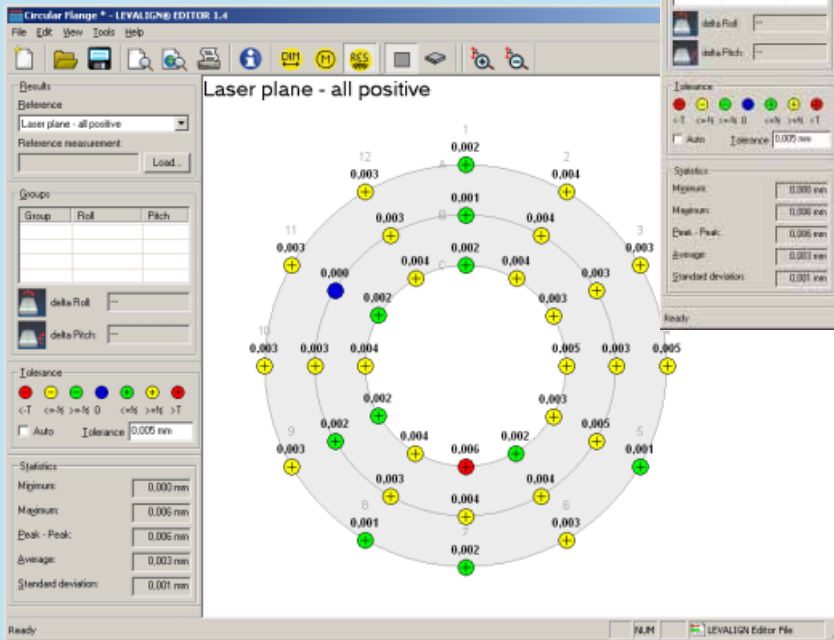 Circular Flange * - LEVALIGN® EDITOR 1.4
File Edit View Tools Help
DIM M RES
Results
Reference
Laser plane - all positive
Reference measurement:
Load...
Groups
Group Roll Pitch
delta Roll: --
delta Pitch: --
Tolerance
<-T <=-½ >=-½ 0 <=½ >=½ >T
Auto Tolerance 0,005 mm
Statistics
Minimum: 0,000 mm
Maximum: 0,006 mm
Peak - Peak: 0,006 mm
Average: 0,003 mm
Standard deviation: 0,001 mm
Laser plane - all positive
1
0,002
12
2
0,003
A
0,004
0,001
11
0,003
B
0,004
3
0,003
0,002
0,003
0,000
0,004
C
0,004
0,003
0,002
0,003
10
0,003
0,003
0,004
0,005
0,003
0,005
0,002
0,003
9
0,002
0,005
5
0,003
0,004
0,006
0,002
0,001
0,003
0,004
0,004
8
7
6
0,001
0,003
0,002
delta Roll: --
delta Pitch: --
Tolerance
<-T <=-½ >=-½ 0 <=½ >=½ >T
Auto Tolerance 0,005 mm
Statistics
Minimum: 0,000 mm
Maximum: 0,006 mm
Peak - Peak: 0,006 mm
Average: 0,003 mm
Standard deviation: 0,001 mm
Ready
Ready
NUM
LEVALIGN Editor File